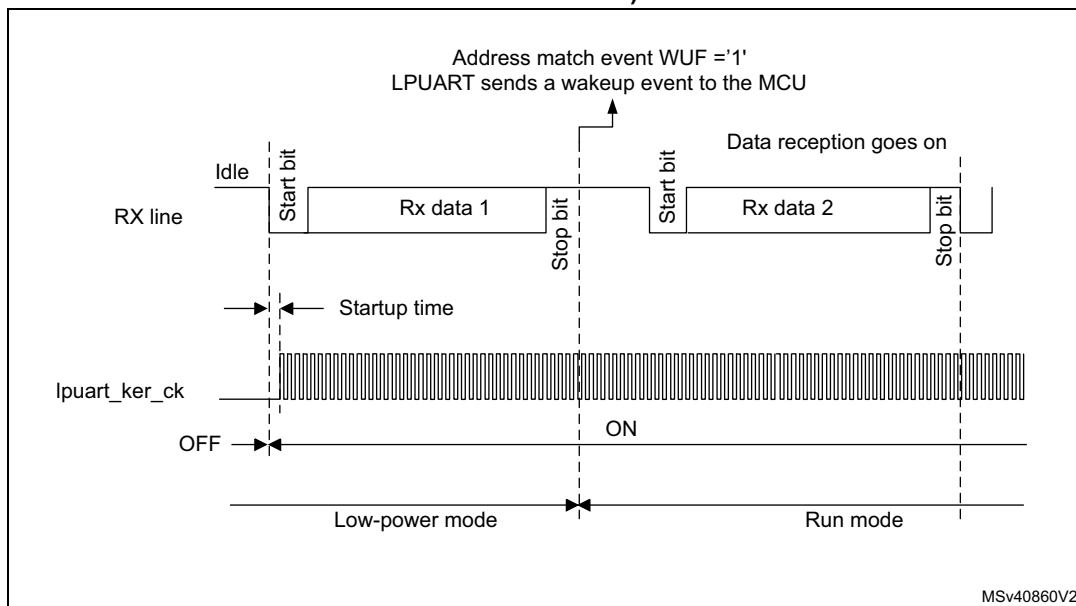 Address match event WUF ='1'
LPUART sends a wakeup event to the MCU
Data reception goes on
Idle
RX line
Start bit
Rx data 1
Stop bit
Start bit
Rx data 2
Stop bit
Startup time
lpuart_ker_ck
OFF
ON
Low-power mode
Run mode
MSv40860V2